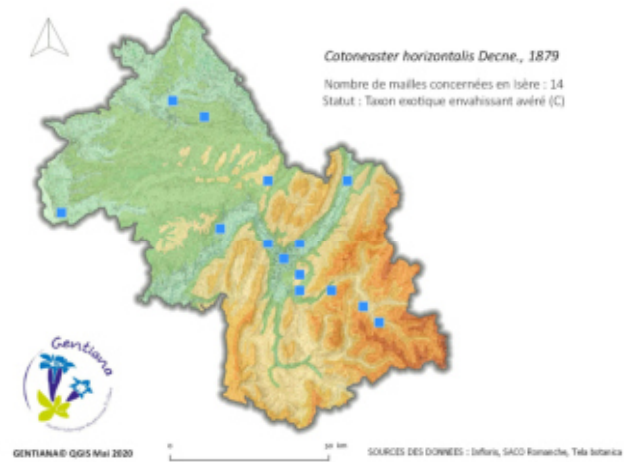 Cotoneaster horizontalis Decne., 1879
Nombre de mailles concernées en Isère : 14
Statut : Taxon exotique envahissant avéré (C)
Gentiana
GENTIANA© QGIS Mai 2020
0
SOURCES DES DONNEES : Infloris, SACO Romanche, Tela botanica